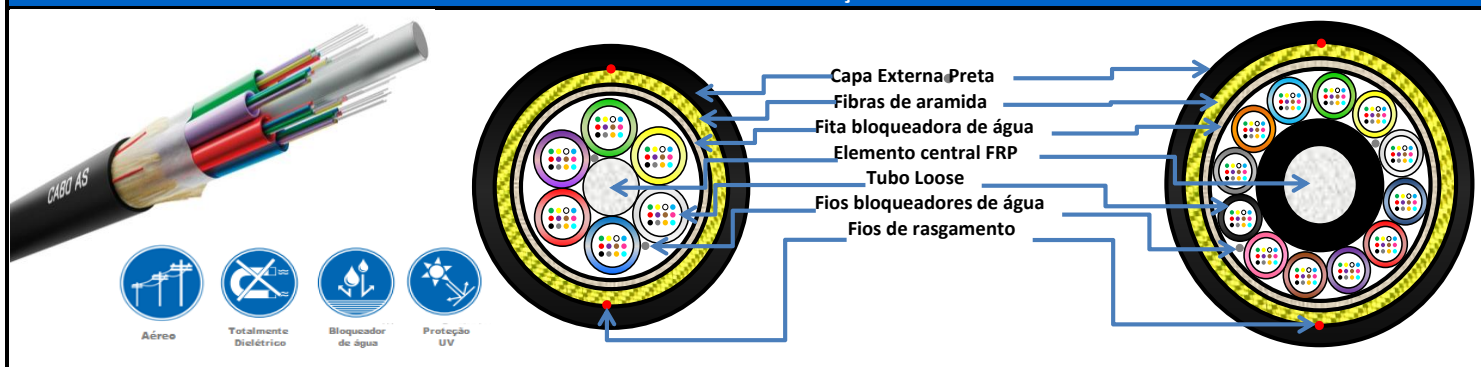 CABO AS
Capa Externa Preta
Fibras de aramida
Fita bloqueadora de água
Elemento central FRP
Tubo Loose
Fios bloqueadores de água
Fios de rasgamento
Aéreo
Totalmente
Dielétrico
Bloqueador
de água
Proteção
UV